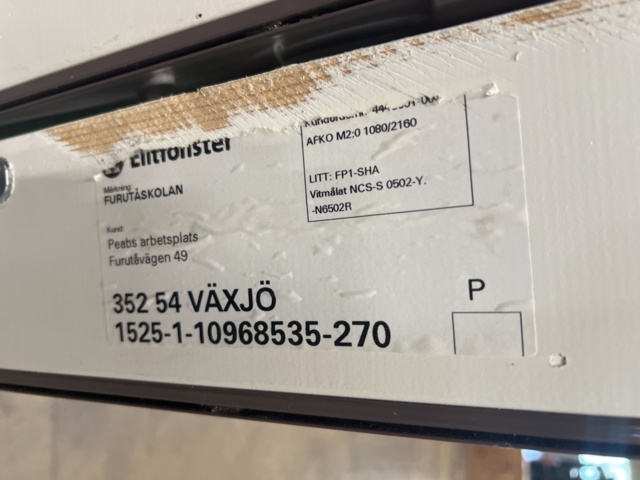 Elitfönster
Märkning:
FURUTÅSKOLAN
Kund:
Peabs arbetsplats
Furutåvägen 49
352 54 VÄXJÖ
1525-1-10968535-270
AFKO M2:0 1080/2160
LITT: FP1-SHA
Vitmålat NCS-S 0502-Y.
-N6502R
P